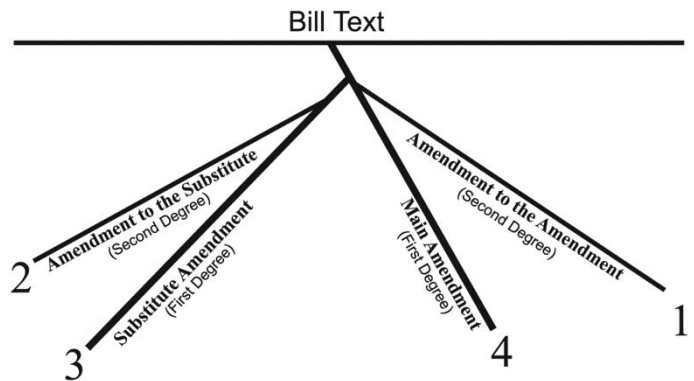 Bill Text
Amendment to the Substitute
(Second Degree)
2
Substitute Amendment
(First Degree)
3
Main Amendment
(First Degree)
4
Amendment to the Amendment
(Second Degree)
1